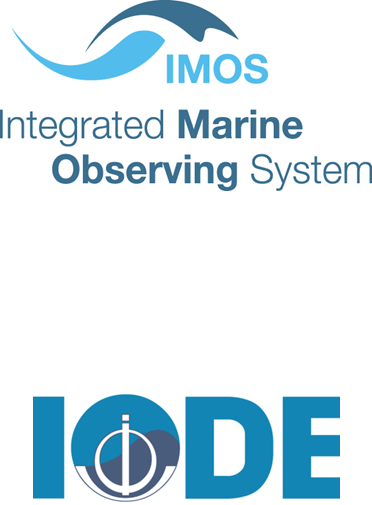 IMOS
Integrated Marine
Observing System
IODE